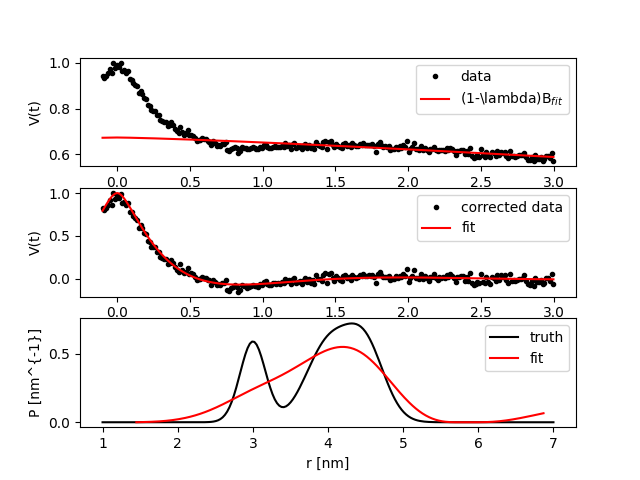 1.0
0.8
0.6
V(t)
data
(1-\lambda)B_fit
0.0 0.5 1.0 1.5 2.0 2.5 3.0
1.0
0.5
0.0
V(t)
corrected data
fit
0.0 0.5 1.0 1.5 2.0 2.5 3.0
0.5
0.0
P [nm^{-1}]
truth
fit
1 2 3 4 5 6 7
r [nm]